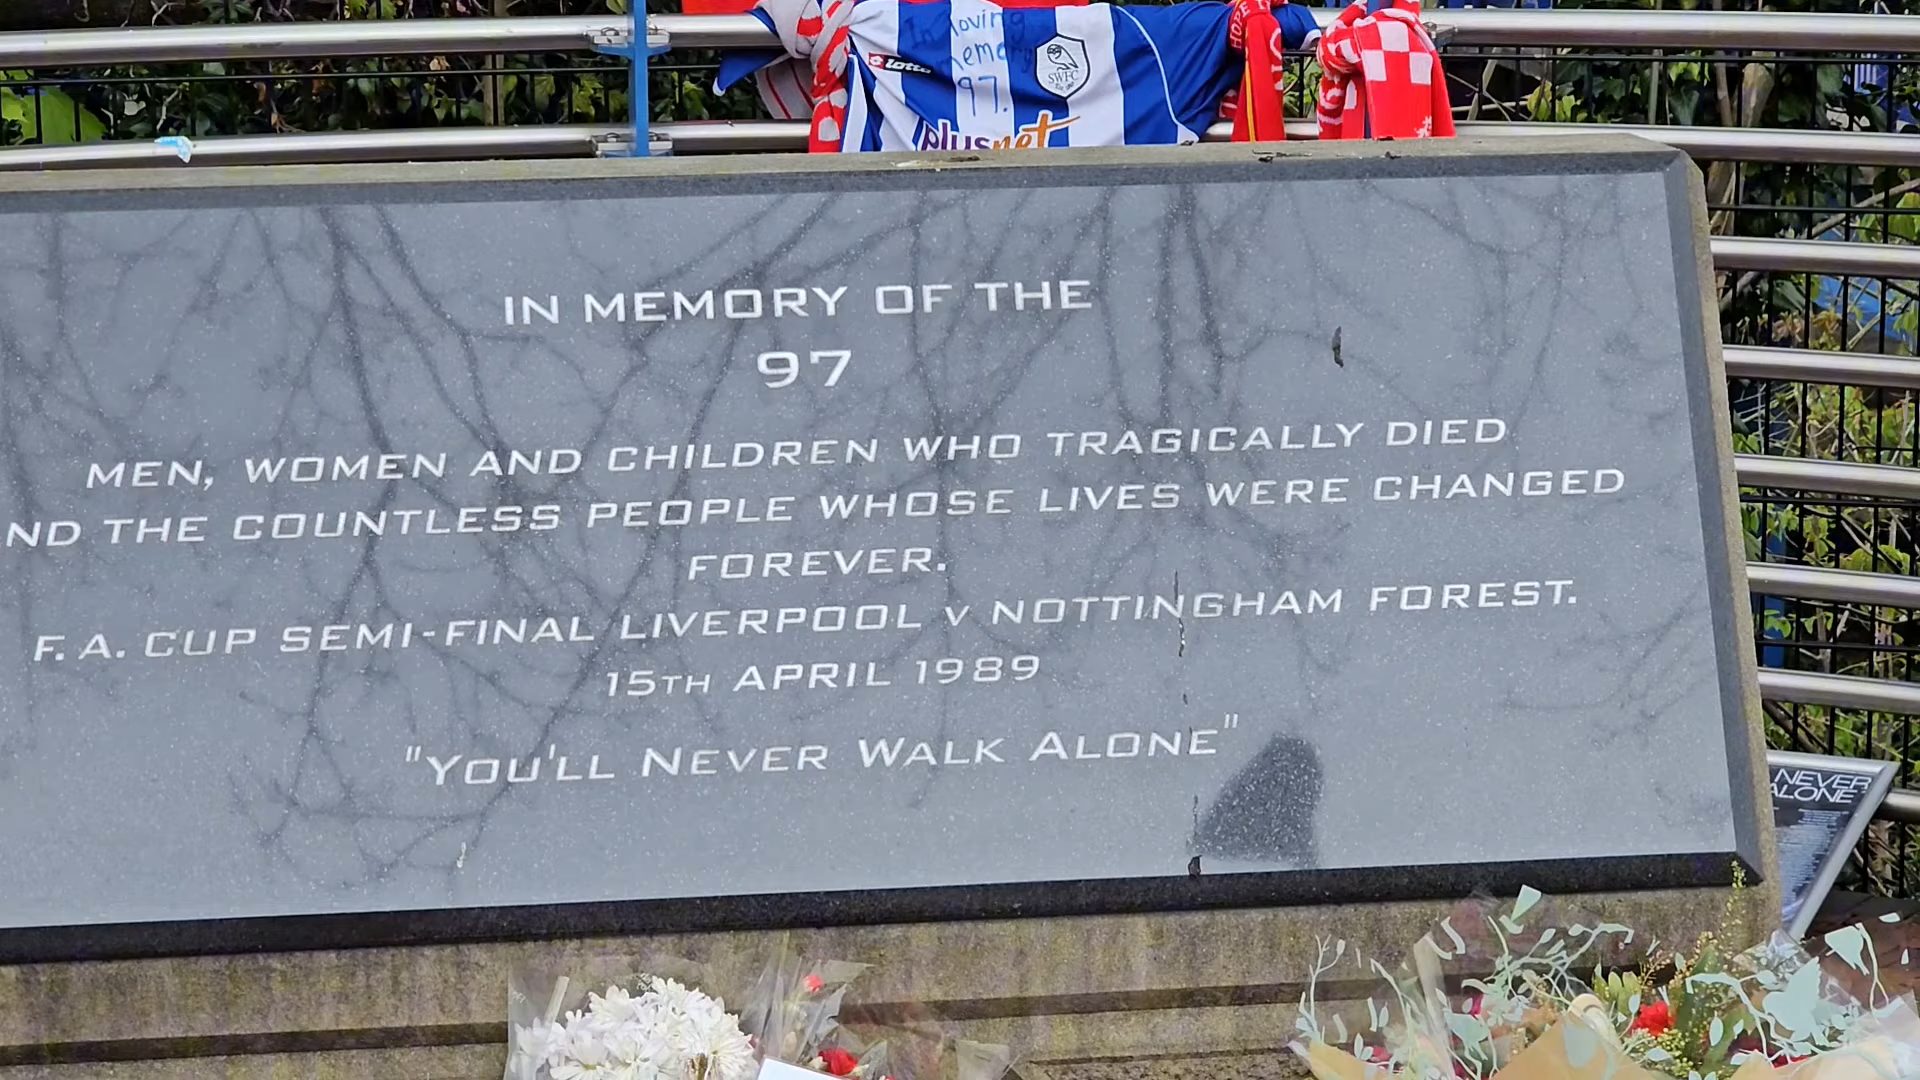 In loving
memory
97.
lotto
SWFC
plusnet
HOPE
IN MEMORY OF THE
97
MEN, WOMEN AND CHILDREN WHO TRAGICALLY DIED
ND THE COUNTLESS PEOPLE WHOSE LIVES WERE CHANGED
FOREVER.
F.A. CUP SEMI-FINAL LIVERPOOL V NOTTINGHAM FOREST.
15TH APRIL 1989
"YOU'LL NEVER WALK ALONE"
NEVER
ALONE